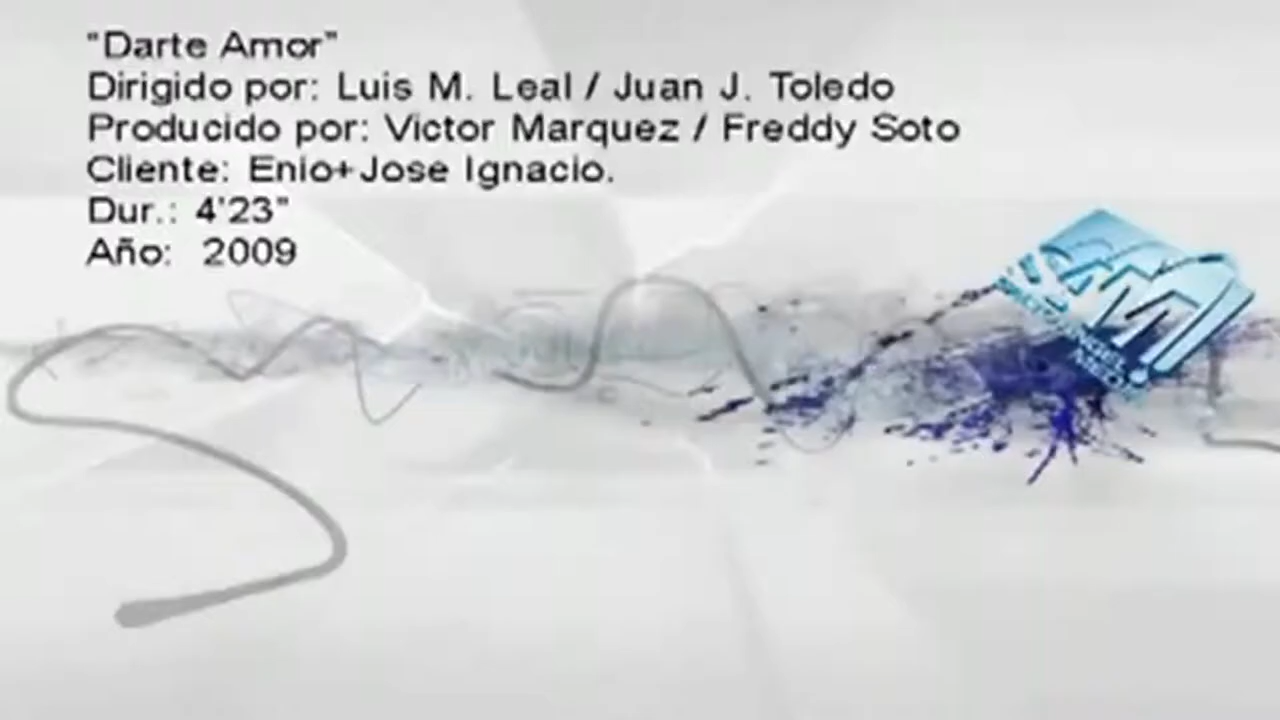 "Darte Amor"
Dirigido por: Luis M. Leal / Juan J. Toledo
Producido por: Victor Marquez / Freddy Soto
Cliente: Enio+Jose Ignacio.
Dur.: 4'23"
Año: 2009